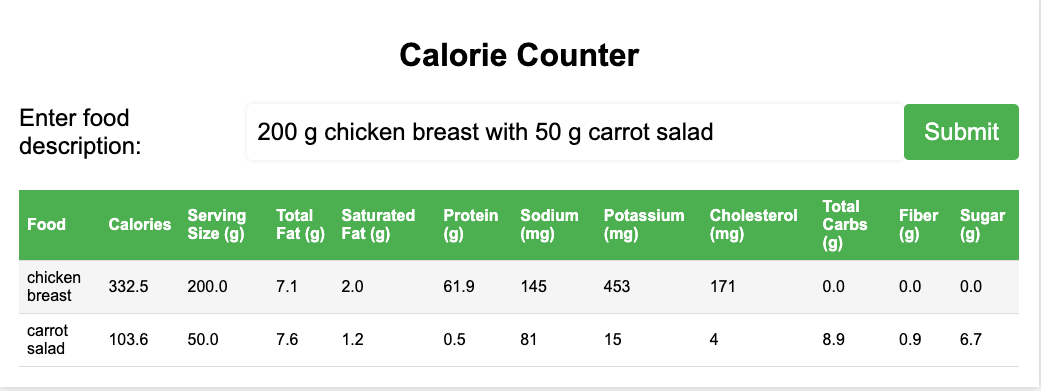 Calorie Counter
Enter food
description:
200 g chicken breast with 50 g carrot salad
Submit
Food Calories Serving Size (g) Total Fat (g) Saturated Fat (g) Protein (g) Sodium (mg) Potassium (mg) Cholesterol (mg) Total Carbs (g) Fiber (g) Sugar (g)
chicken breast 332.5 200.0 7.1 2.0 61.9 145 453 171 0.0 0.0 0.0
carrot salad 103.6 50.0 7.6 1.2 0.5 81 15 4 8.9 0.9 6.7